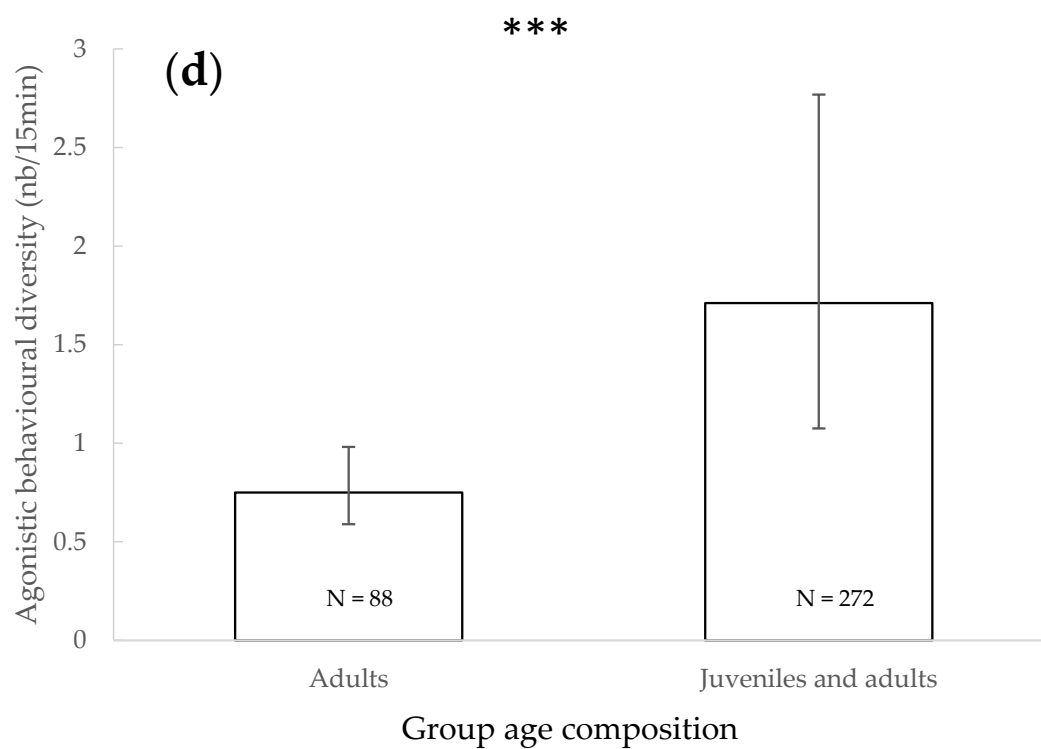 ***
(d)
Agonistic behavioural diversity (nb/15min)
3
2.5
2
1.5
1
0.5
0
N = 88
N = 272
Adults
Juveniles and adults
Group age composition